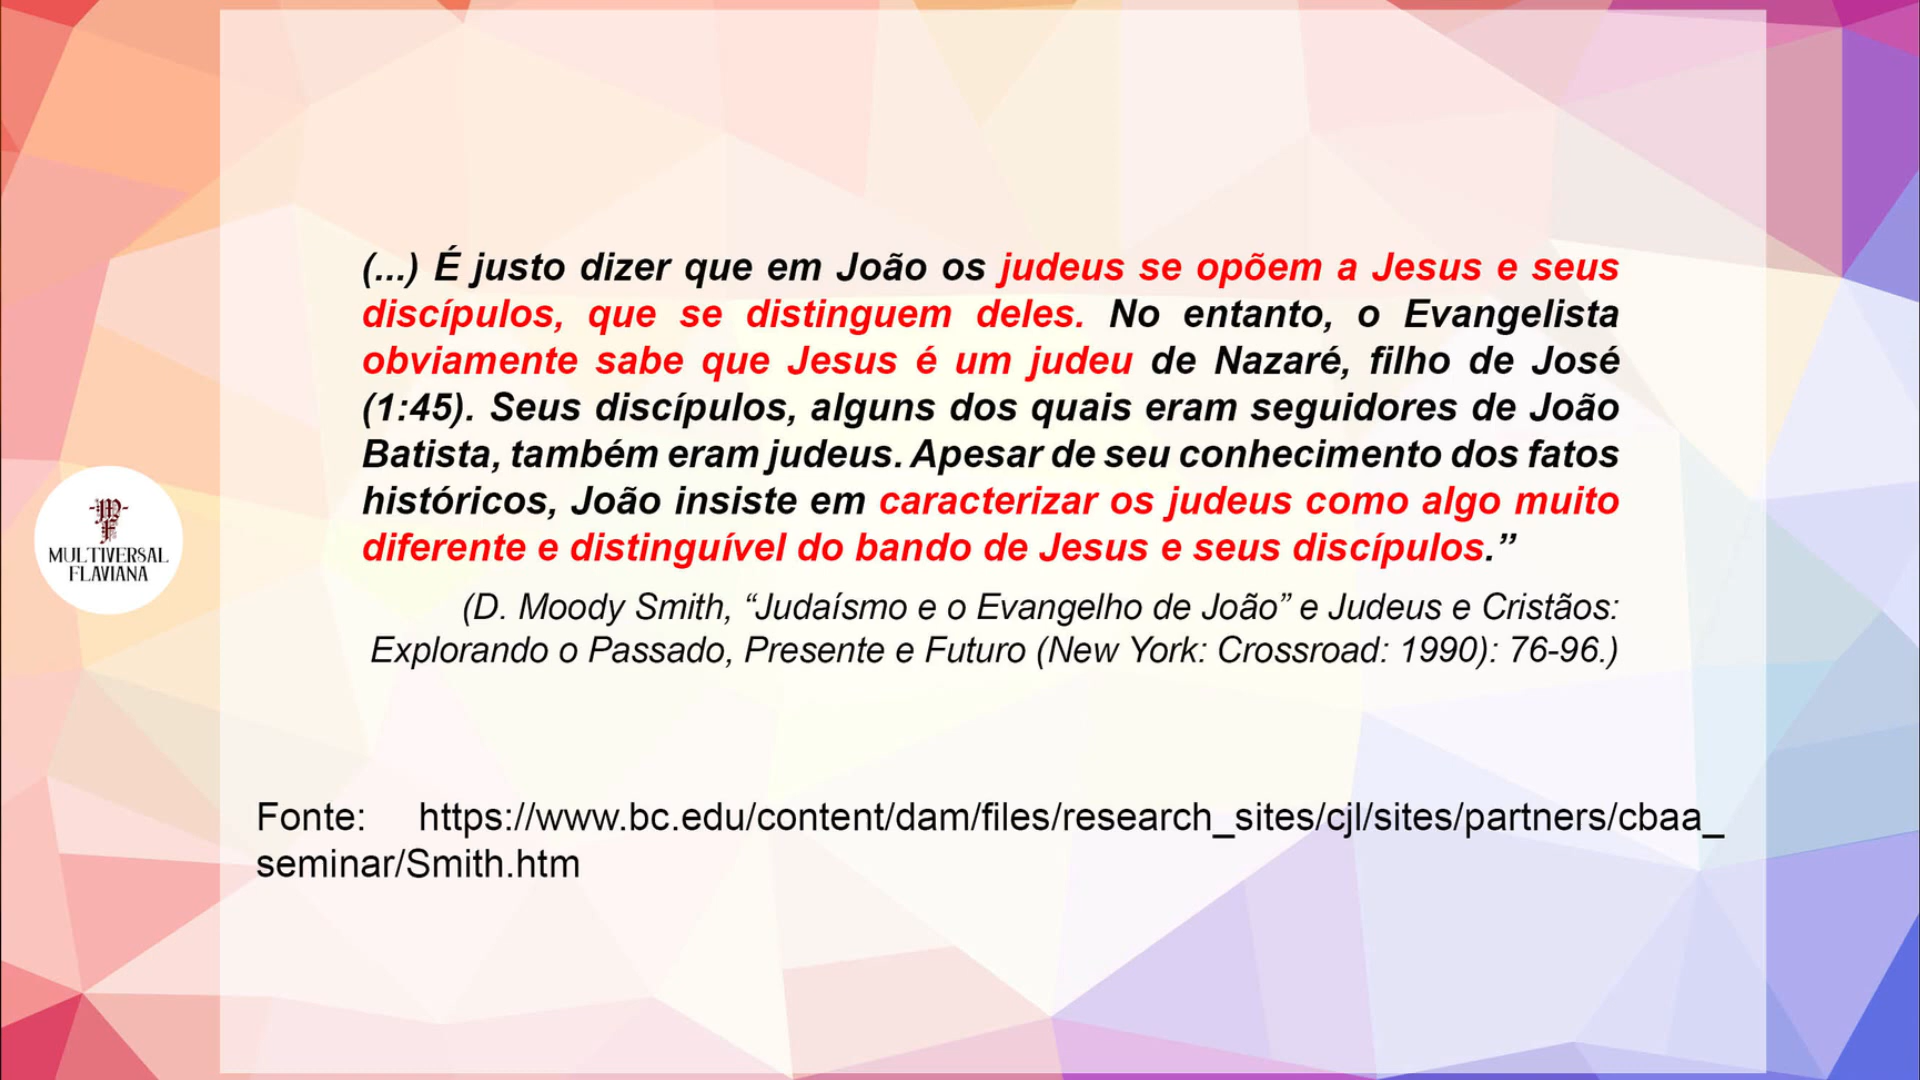 (...) É justo dizer que em João os judeus se opõem a Jesus e seus
discípulos, que se distinguem deles. No entanto, o Evangelista
obviamente sabe que Jesus é um judeu de Nazaré, filho de José
(1:45). Seus discípulos, alguns dos quais eram seguidores de João
Batista, também eram judeus. Apesar de seu conhecimento dos fatos
históricos, João insiste em caracterizar os judeus como algo muito
diferente e distinguível do bando de Jesus e seus discípulos.”
(D. Moody Smith, “Judaísmo e o Evangelho de João” e Judeus e Cristãos:
Explorando o Passado, Presente e Futuro (New York: Crossroad: 1990): 76-96.)
MF
MULTIVERSAL
FLAVIANA
Fonte: https://www.bc.edu/content/dam/files/research_sites/cjl/sites/partners/cbaa_
seminar/Smith.htm